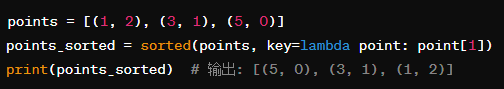 points = [(1, 2), (3, 1), (5, 0)]
points_sorted = sorted(points, key=lambda point: point[1])
print(points_sorted)  # 输出: [(5, 0), (3, 1), (1, 2)]